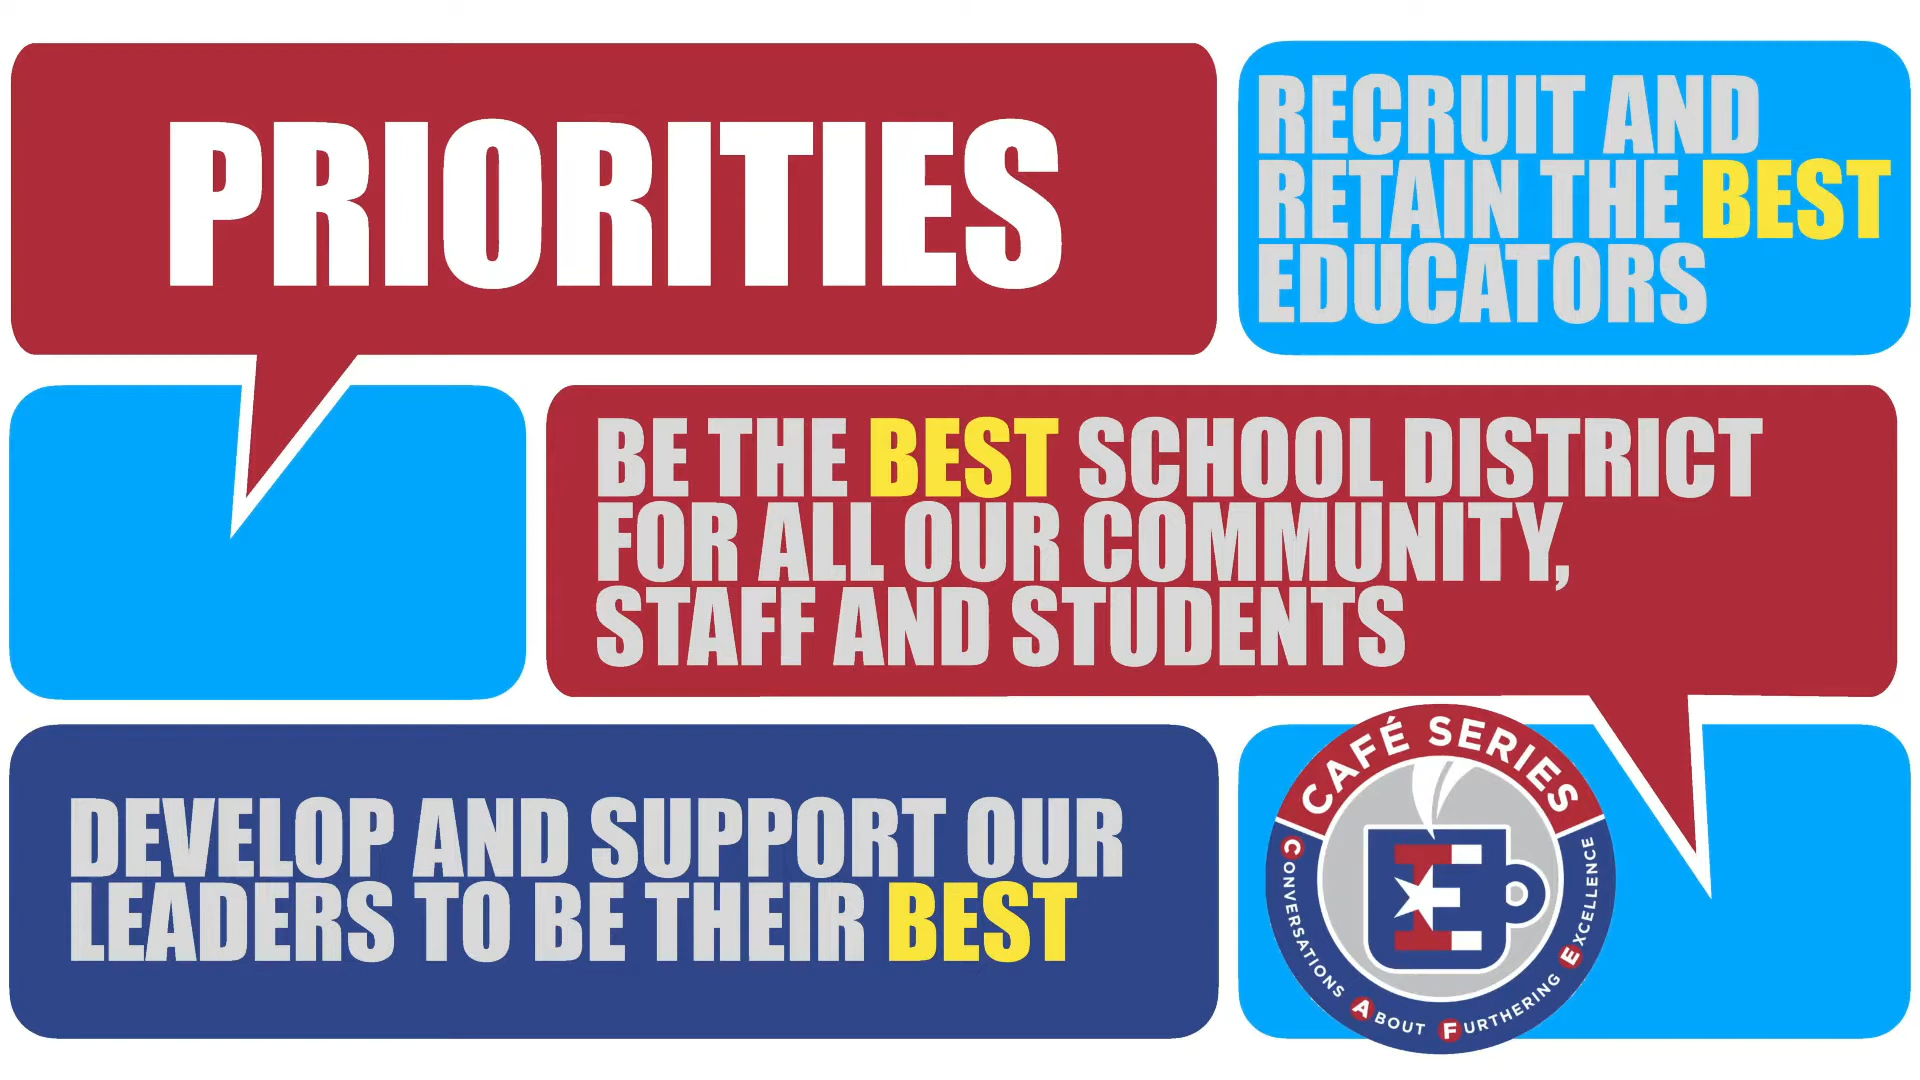 PRIORITIES
RECRUIT AND
RETAIN THE BEST
EDUCATORS
BE THE BEST SCHOOL DISTRICT
FOR ALL OUR COMMUNITY,
STAFF AND STUDENTS
DEVELOP AND SUPPORT OUR
LEADERS TO BE THEIR BEST
CAFÉ SERIES
E
CONVERSATIONS ABOUT FURTHERING EXCELLENCE